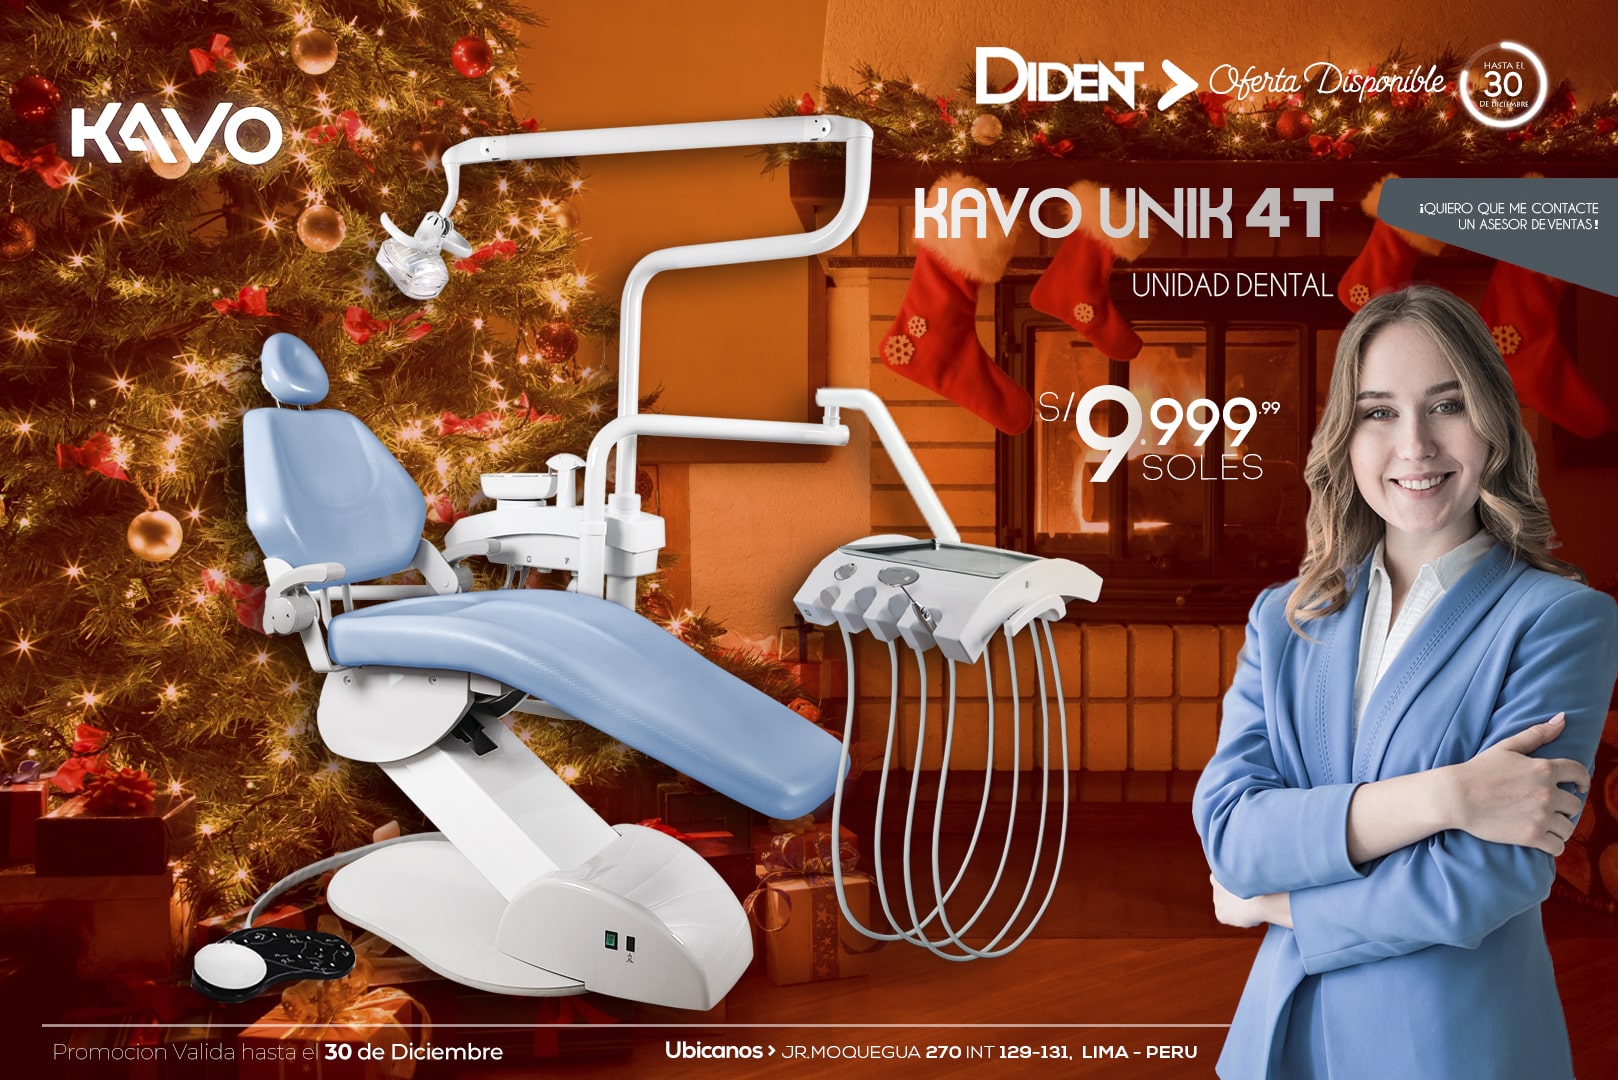 KAVO
DIDENT > Oferta Disponible
HASTA EL
30
DE DICIEMBRE
KAVO UNIK 4T
UNIDAD DENTAL
¡QUIERO QUE ME CONTACTE
UN ASESOR DE VENTAS!
S/9.999.99
SOLES
Promocion Valida hasta el 30 de Diciembre
Ubicanos > JR.MOQUEGUA 270 INT 129-131, LIMA - PERU